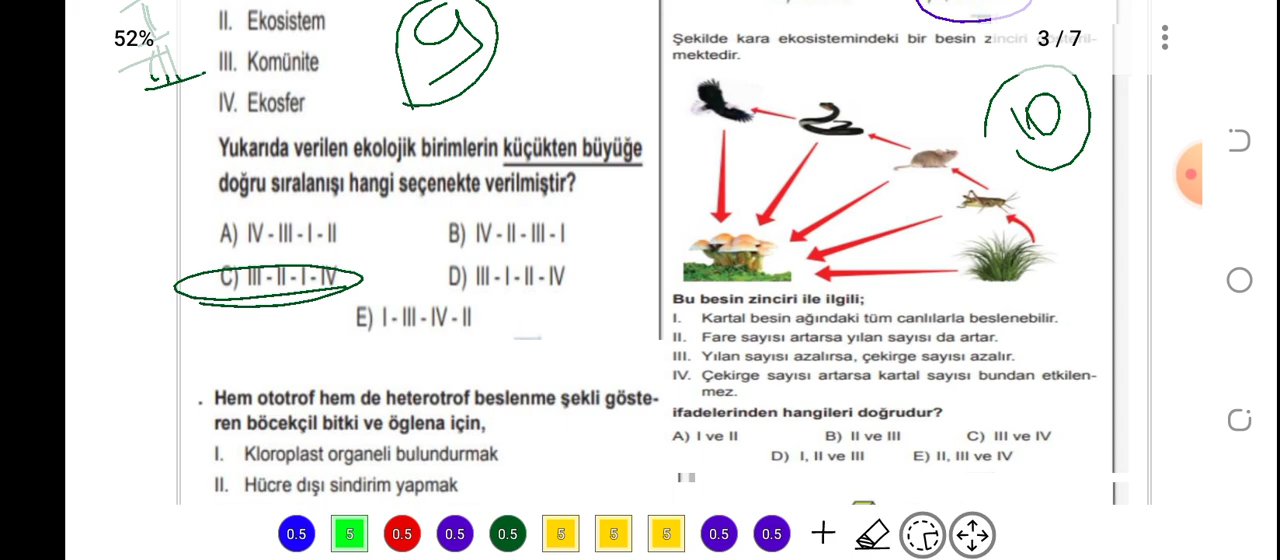 52%
II. Ekosistem
III. Komünite
IV. Ekosfer
Yukarıda verilen ekolojik birimlerin küçükten büyüğe
doğru sıralanışı hangi seçenekte verilmiştir?
A) IV - III - I - II
B) IV - II - III - I
C) III - II - I - IV
D) III - I - II - IV
E) I - III - IV - II
. Hem ototrof hem de heterotrof beslenme şekli göste-
ren böcekçil bitki ve öglena için,
I. Kloroplast organeli bulundurmak
II. Hücre dışı sindirim yapmak
9
Şekilde kara ekosistemindeki bir besin zinciri
mektedir.
3 / 7
10
Bu besin zinciri ile ilgili;
I. Kartal besin ağındaki tüm canlılarla beslenebilir.
II. Fare sayısı artarsa yılan sayısı da artar.
III. Yılan sayısı azalırsa, çekirge sayısı azalır.
IV. Çekirge sayısı artarsa kartal sayısı bundan etkilen-
mez.
ifadelerinden hangileri doğrudur?
A) I ve II
B) II ve III
C) III ve IV
D) I, II ve III
E) II, III ve IV
0.5 5 0.5 0.5 0.5 5 5 5 0.5 0.5